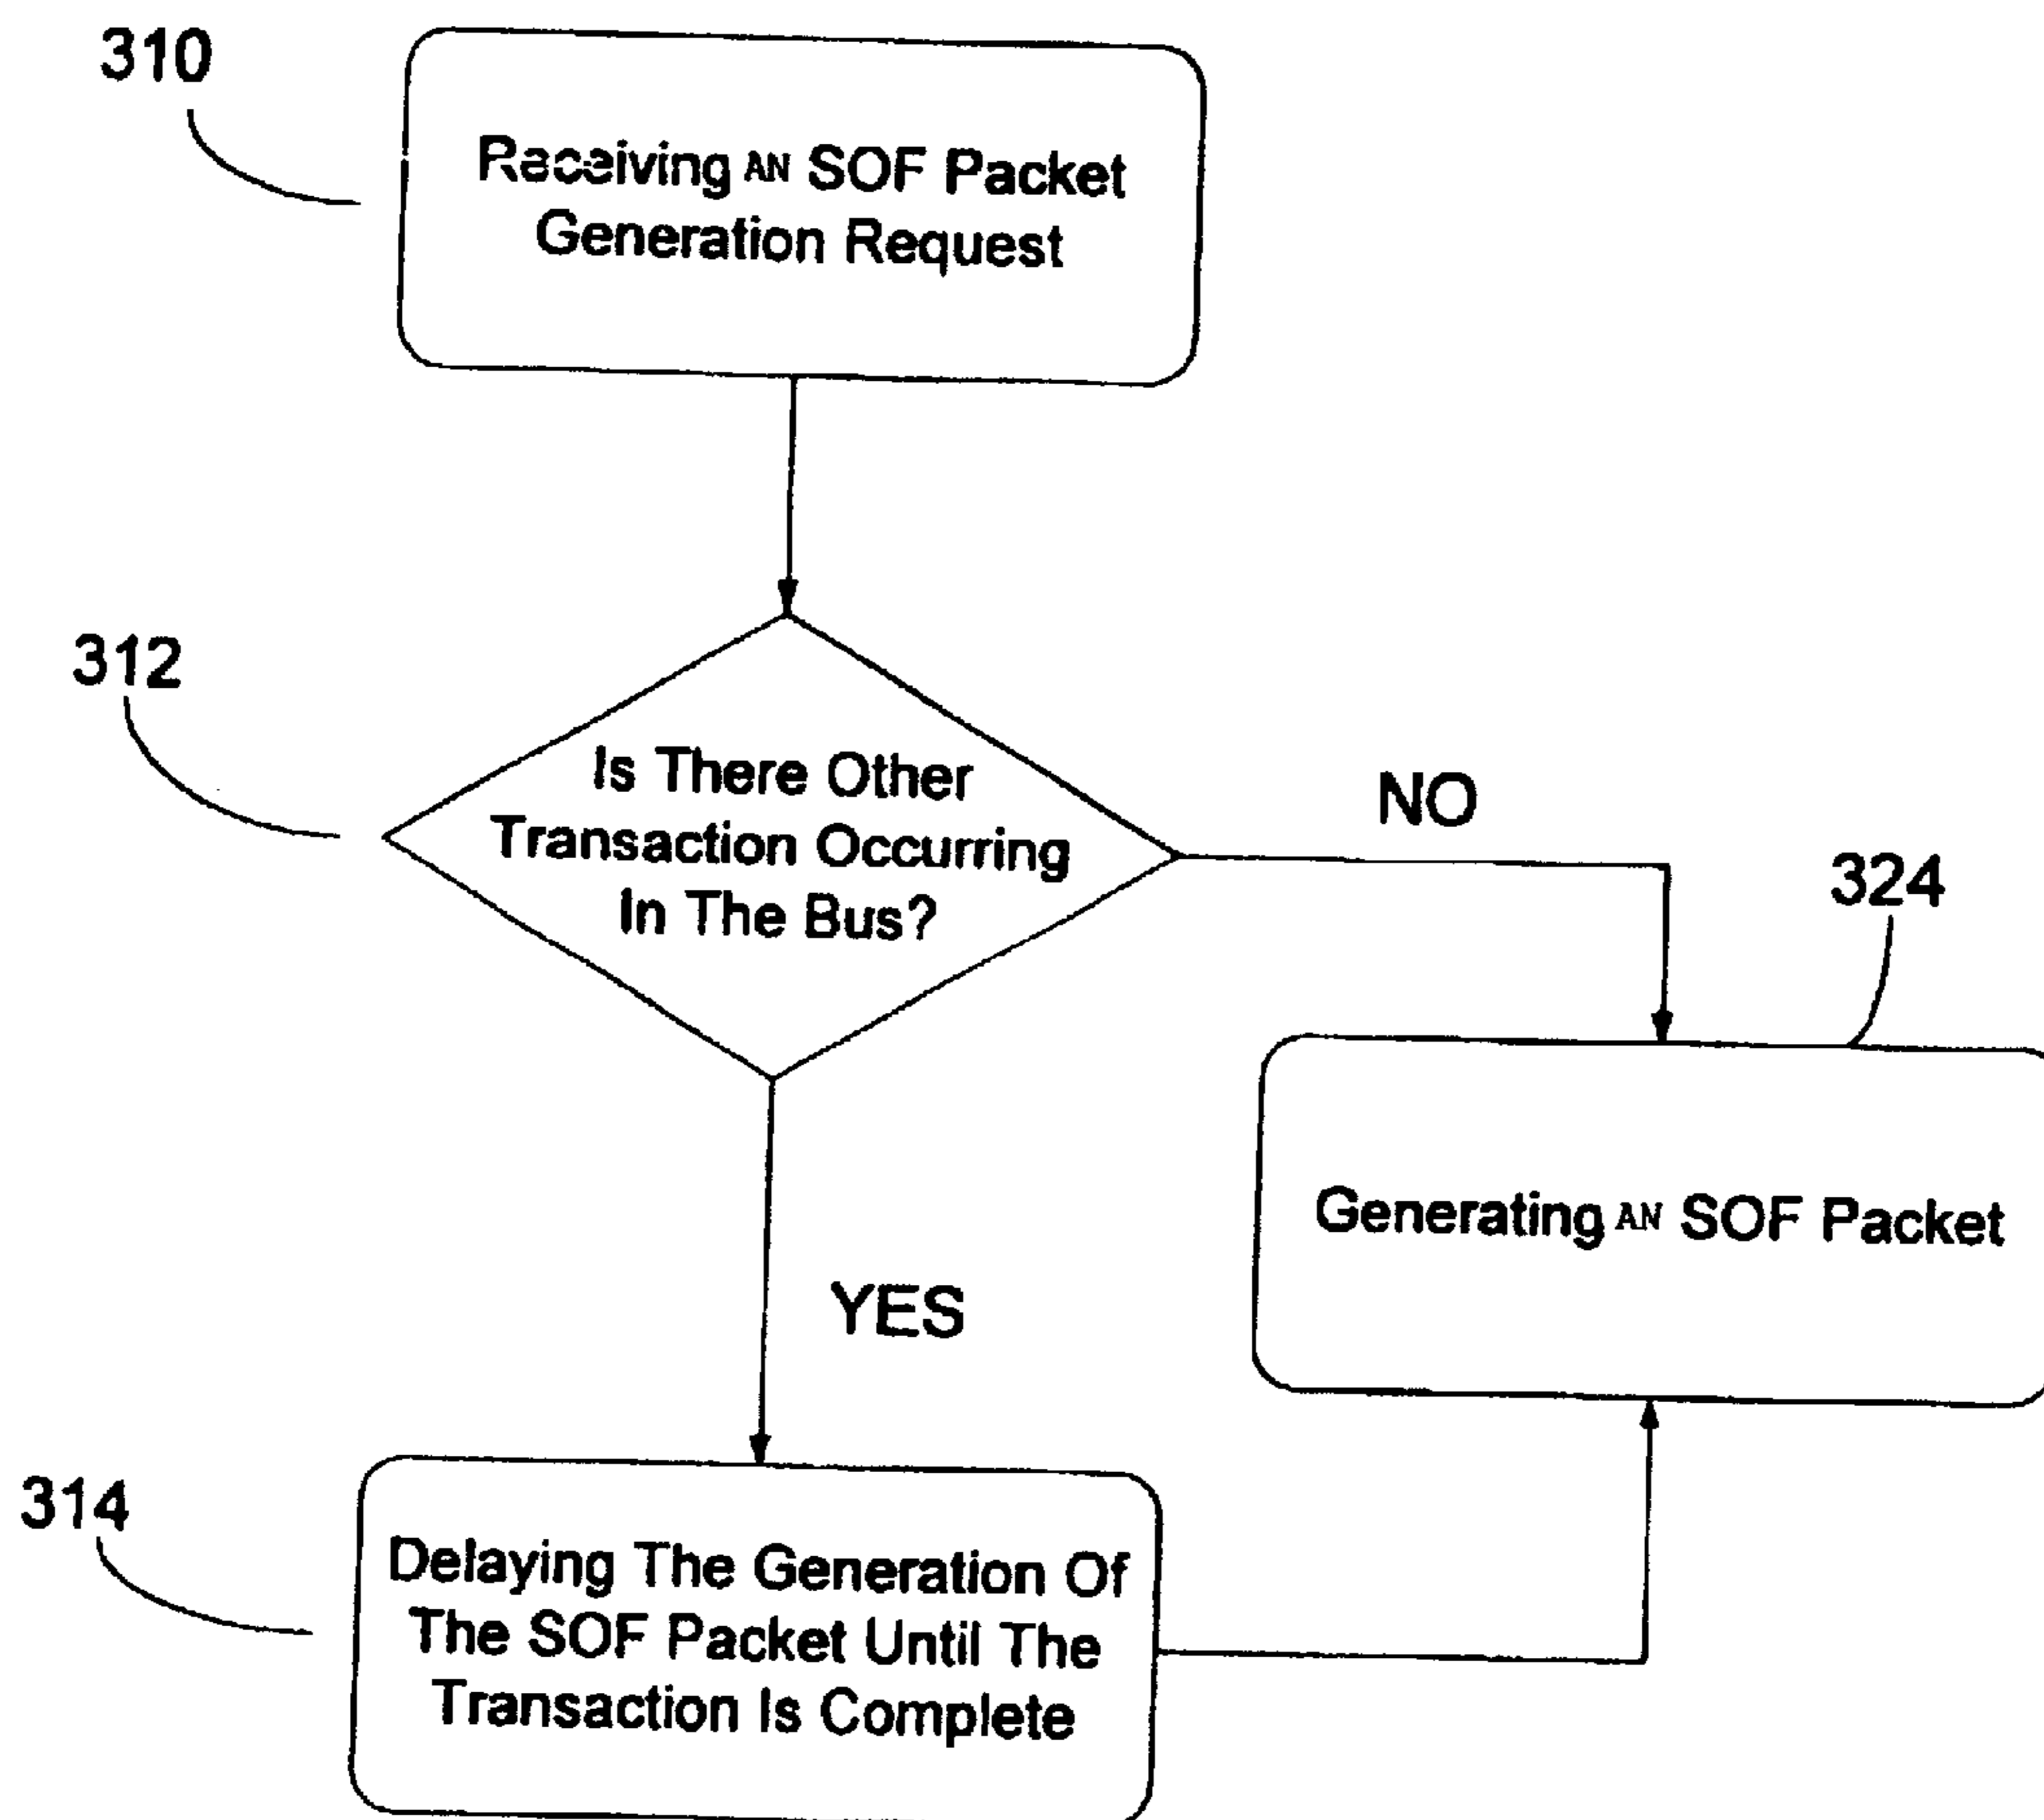 310
Receiving AN SOF Packet
Generation Request
312
Is There Other
Transaction Occurring
In The Bus?
NO
324
Generating AN SOF Packet
YES
314
Delaying The Generation Of
The SOF Packet Until The
Transaction Is Complete